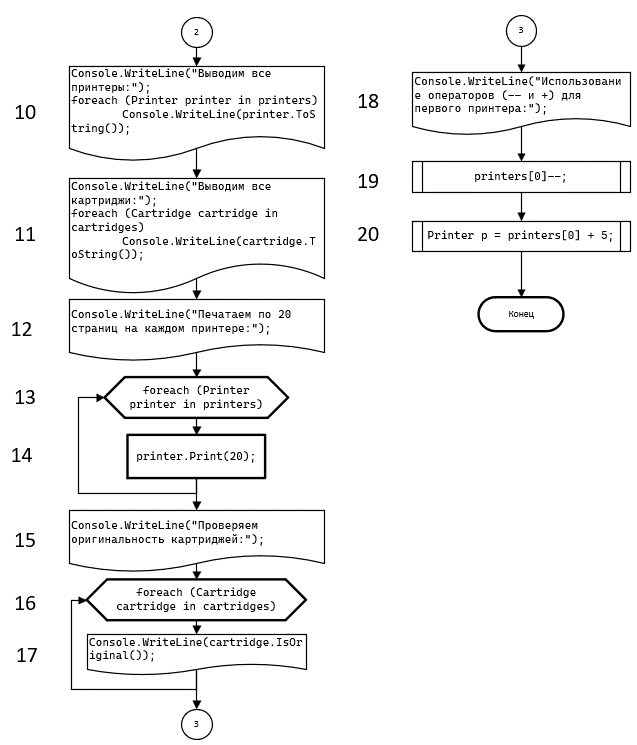 2
10
Console.WriteLine("Выводим все
принтеры:");
foreach (Printer printer in printers)
Console.WriteLine(printer.ToS
tring());
11
Console.WriteLine("Выводим все
картриджи:");
foreach (Cartridge cartridge in
cartridges)
Console.WriteLine(cartridge.T
oString());
12
Console.WriteLine("Печатаем по 20
страниц на каждом принтере:");
13
foreach (Printer
printer in printers)
14
printer.Print(20);
15
Console.WriteLine("Проверяем
оригинальность картриджей:");
16
foreach (Cartridge
cartridge in cartridges)
17
Console.WriteLine(cartridge.IsOr
iginal());
3
3
18
Console.WriteLine("Использовани
е операторов (-- и +) для
первого принтера:");
19
printers[0]--;
20
Printer p = printers[0] + 5;
Конец